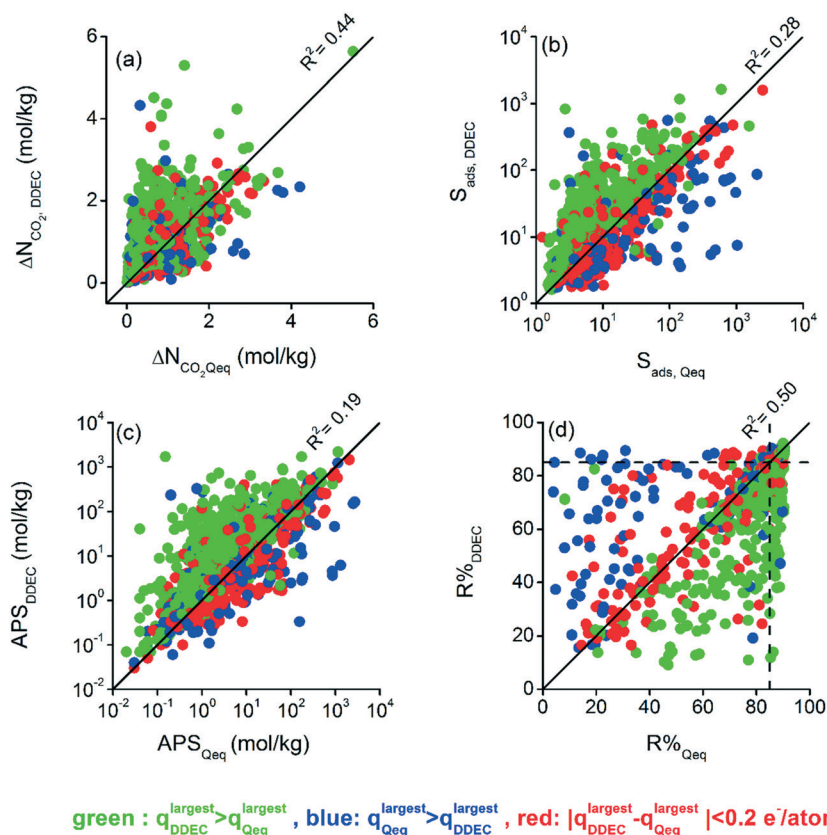 (a)
R²= 0.44
6
4
2
0
ΔN_CO₂, DDEC (mol/kg)
0 2 4 6
ΔN_CO₂Qeq (mol/kg)
(b)
R²= 0.28
10⁴
10³
10²
10¹
10⁰
S_ads, DDEC
10⁰ 10¹ 10² 10³ 10⁴
S_ads, Qeq
(c)
R²= 0.19
10⁴
10³
10²
10¹
10⁰
10⁻¹
10⁻²
APS_DDEC (mol/kg)
10⁻² 10⁻¹ 10⁰ 10¹ 10² 10³ 10⁴
APS_Qeq (mol/kg)
(d)
R²= 0.50
100
80
60
40
20
0
R%_DDEC
0 20 40 60 80 100
R%_Qeq
green : q_DDEC^largest>q_Qeq^largest , blue: q_Qeq^largest>q_DDEC^largest , red: |q_DDEC^largest-q_Qeq^largest |<0.2 e⁻/ator